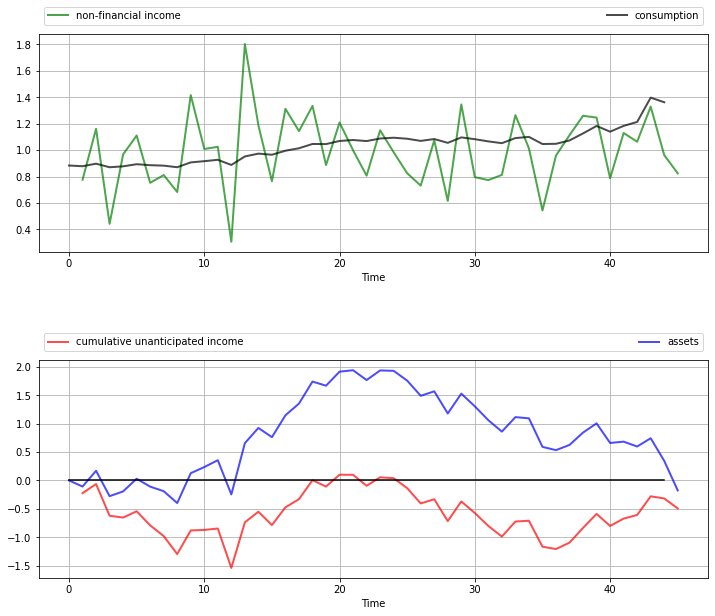 non-financial income consumption
1.8
1.6
1.4
1.2
1.0
0.8
0.6
0.4
0 10 20 30 40
Time
cumulative unanticipated income assets
2.0
1.5
1.0
0.5
0.0
−0.5
−1.0
−1.5
0 10 20 30 40
Time